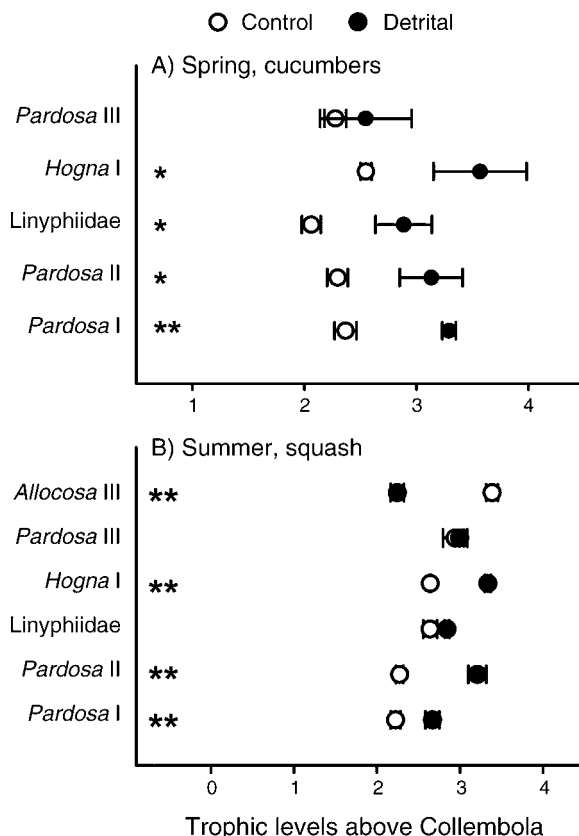 Control Detrital
A) Spring, cucumbers
Pardosa III
Hogna I *
Linyphiidae *
Pardosa II *
Pardosa I **
1 2 3 4
B) Summer, squash
Allocosa III **
Pardosa III
Hogna I **
Linyphiidae
Pardosa II **
Pardosa I **
0 1 2 3 4
Trophic levels above Collembola